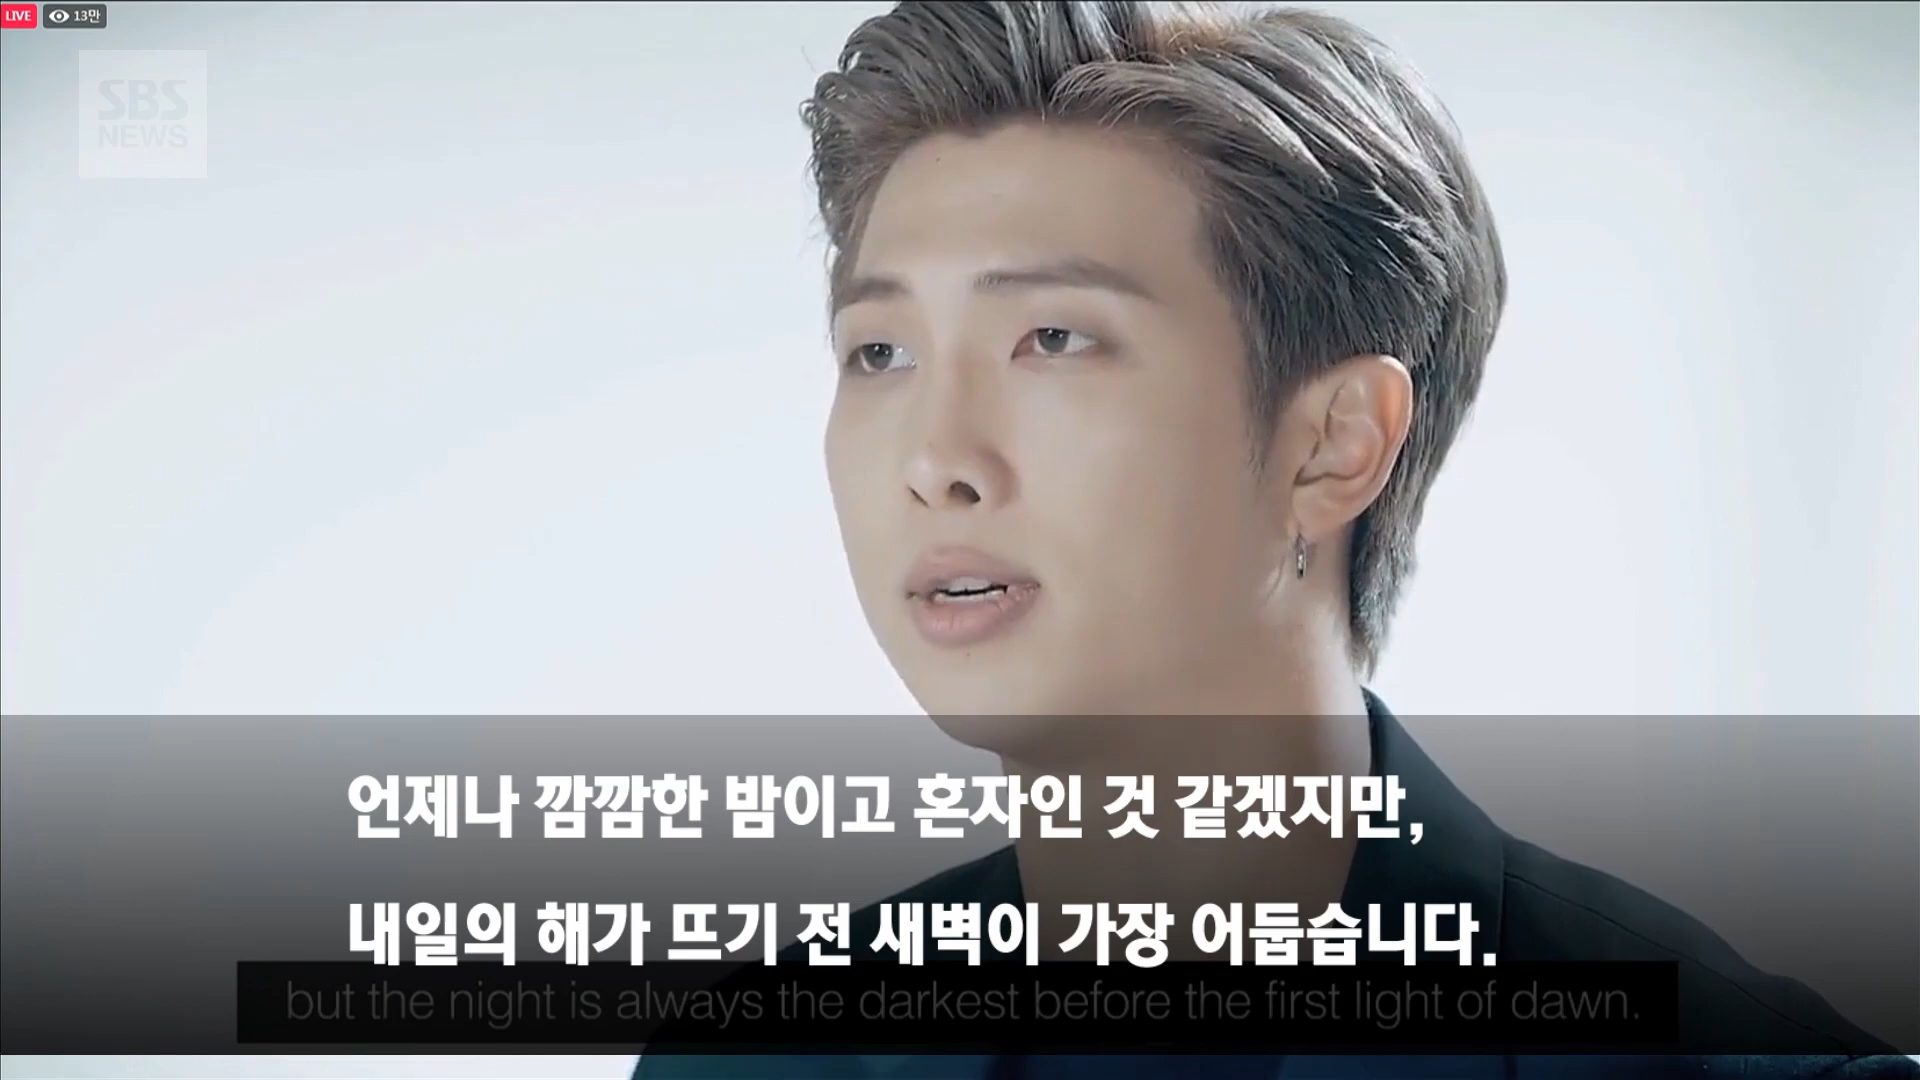 LIVE 13만
SBS
NEWS
언제나 깜깜한 밤이고 혼자인 것 같겠지만,
내일의 해가 뜨기 전 새벽이 가장 어둡습니다.
but the night is always the darkest before the first light of dawn.